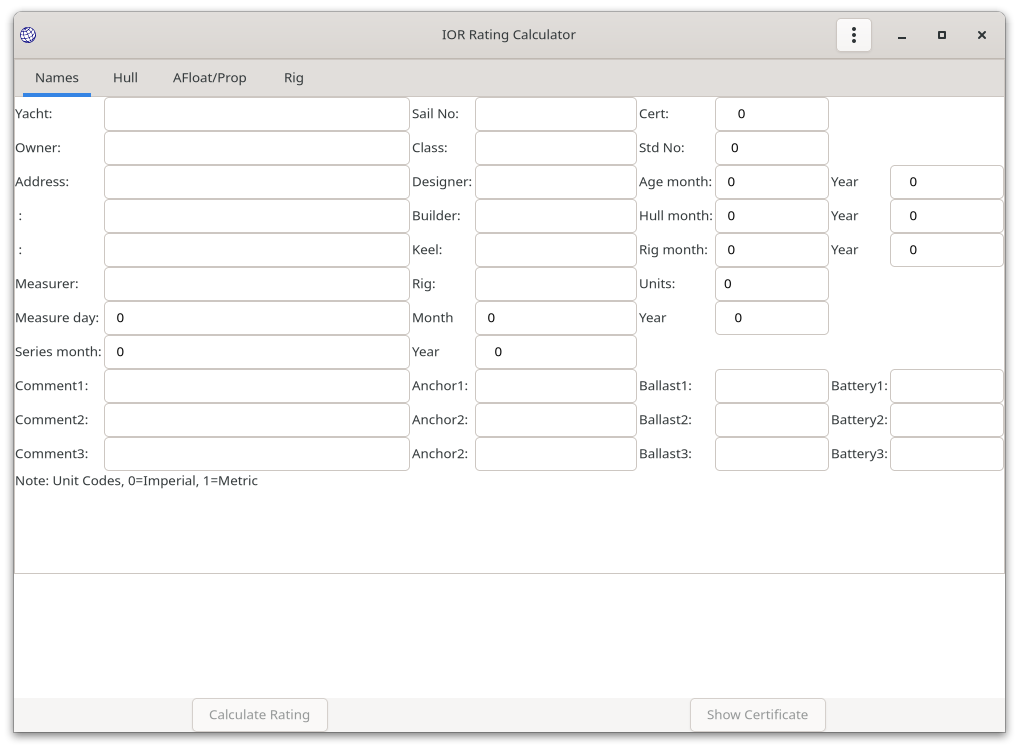 IOR Rating Calculator
Names Hull AFloat/Prop Rig
Yacht: Sail No: Cert: 0
Owner: Class: Std No: 0
Address: Designer: Age month: 0 Year 0
: Builder: Hull month: 0 Year 0
: Keel: Rig month: 0 Year 0
Measurer: Rig: Units: 0
Measure day: 0 Month 0 Year 0
Series month: 0 Year 0
Comment1: Anchor1: Ballast1: Battery1:
Comment2: Anchor2: Ballast2: Battery2:
Comment3: Anchor2: Ballast3: Battery3:
Note: Unit Codes, 0=Imperial, 1=Metric
Calculate Rating Show Certificate